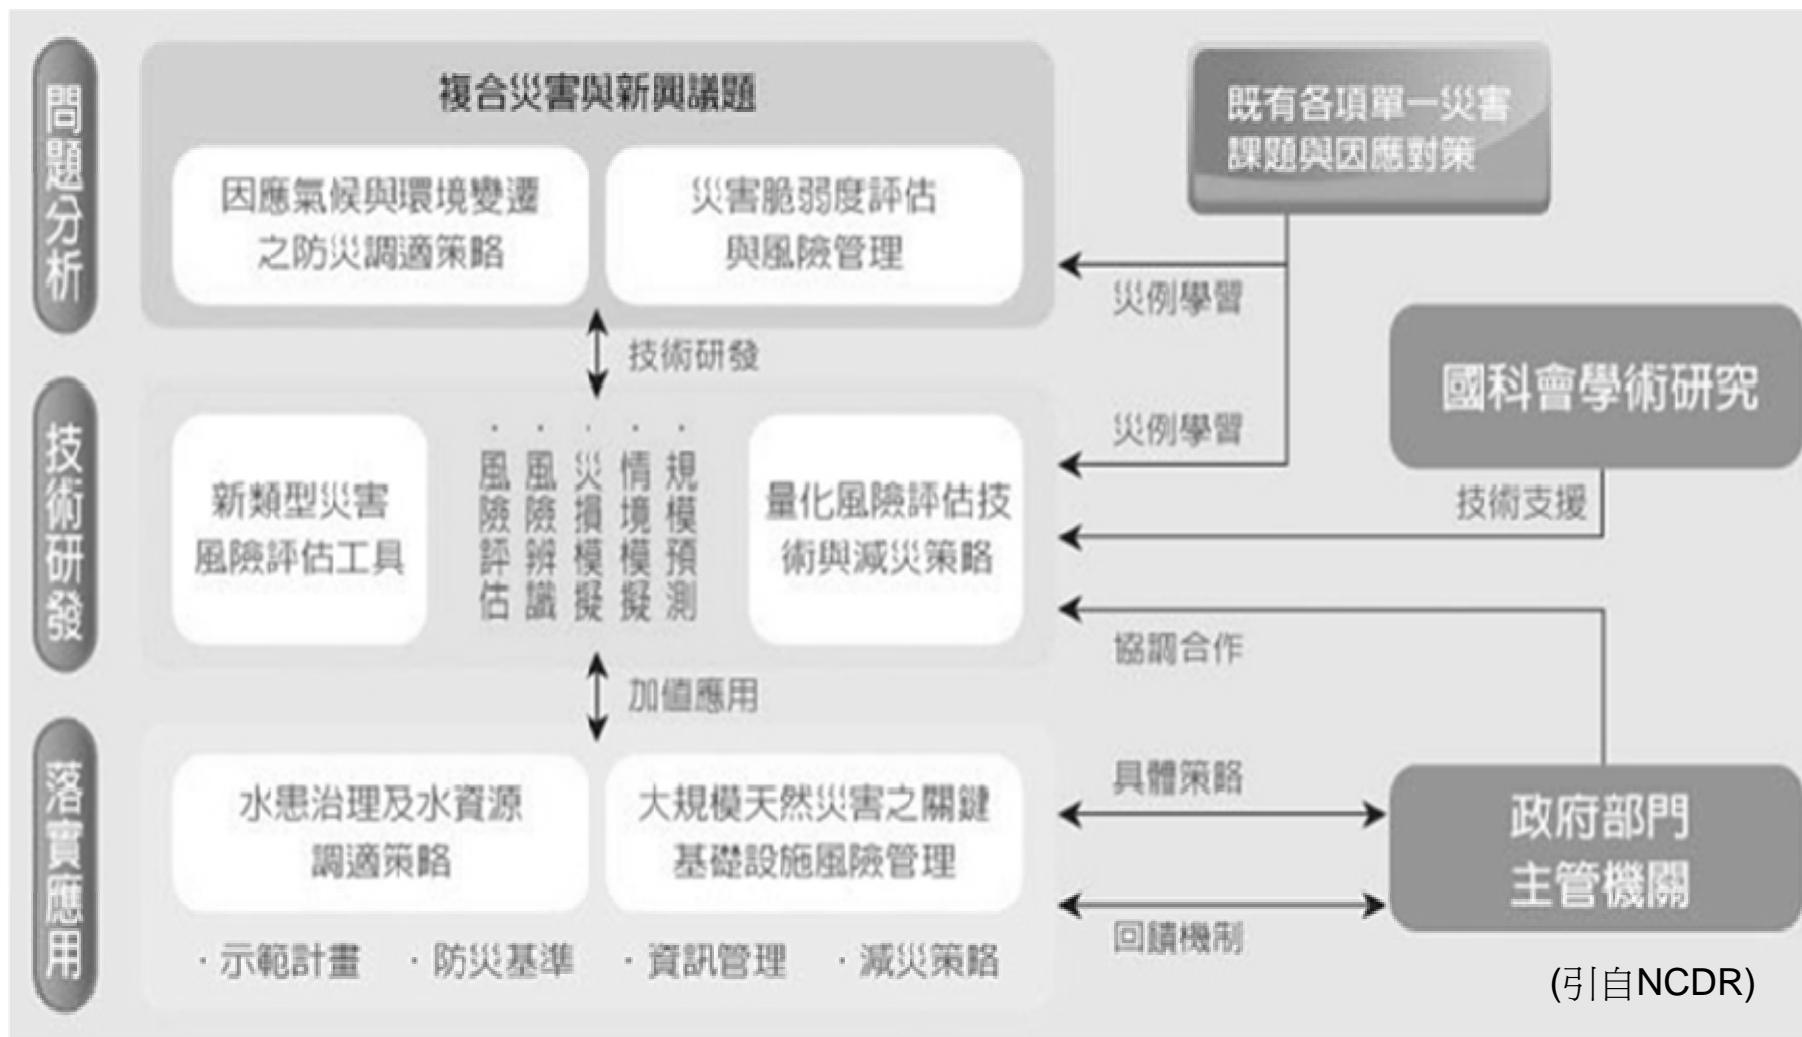 問題分析
複合災害與新興議題
因應氣候與環境變遷
之防災調適策略
災害脆弱度評估
與風險管理
既有各項單一災害
課題與因應對策
災例學習
技術研發
國科會學術研究
技術研發
新類型災害
風險評估工具
·風險評估
·風險辨識
·災損模擬
·情境模擬
·規模預測
量化風險評估技
術與減災策略
災例學習
技術支援
協調合作
加值應用
落實應用
水患治理及水資源
調適策略
大規模天然災害之關鍵
基礎設施風險管理
·示範計畫 ·防災基準 ·資訊管理 ·減災策略
具體策略
回饋機制
政府部門
主管機關
(引自NCDR)